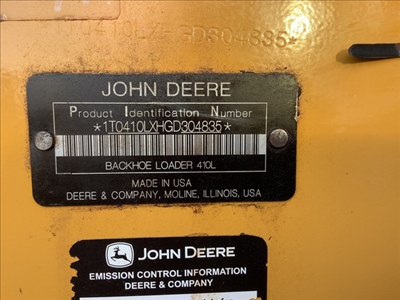 0410LXHGD304835
JOHN DEERE
Product Identification Number
*1T0410LXHGD304835*
BACKHOE LOADER 410L
MADE IN USA
DEERE & COMPANY, MOLINE, ILLINOIS, USA
JOHN DEERE
EMISSION CONTROL INFORMATION
DEERE & COMPANY